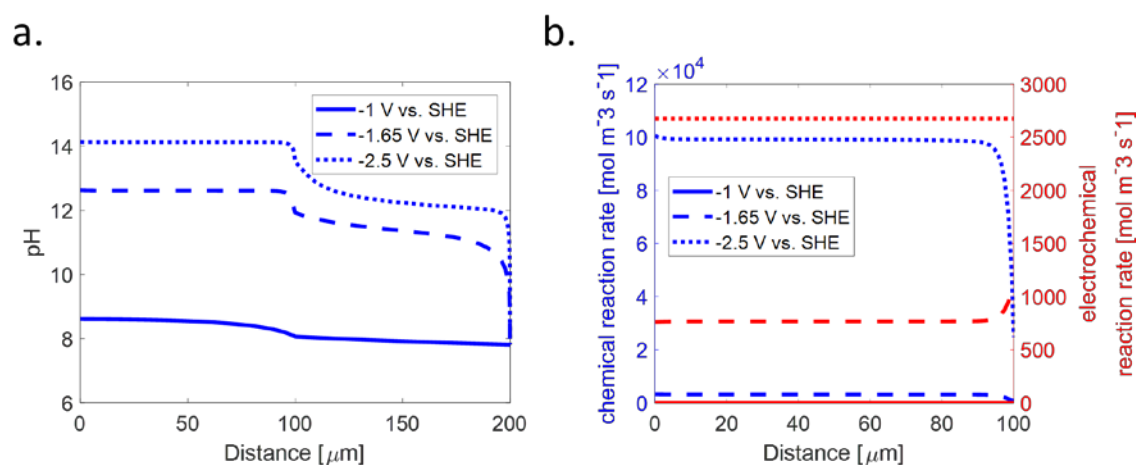 a.
16
14
12
10
8
6
pH
0
50
100
150
200
Distance [μm]
-1 V vs. SHE
-1.65 V vs. SHE
-2.5 V vs. SHE
b.
×10⁴
12
10
8
6
4
2
0
chemical reaction rate [mol m⁻3 s⁻1]
3000
2500
2000
1500
1000
500
0
electrochemical
reaction rate [mol m⁻3 s⁻1]
0
20
40
60
80
100
Distance [μm]
-1 V vs. SHE
-1.65 V vs. SHE
-2.5 V vs. SHE